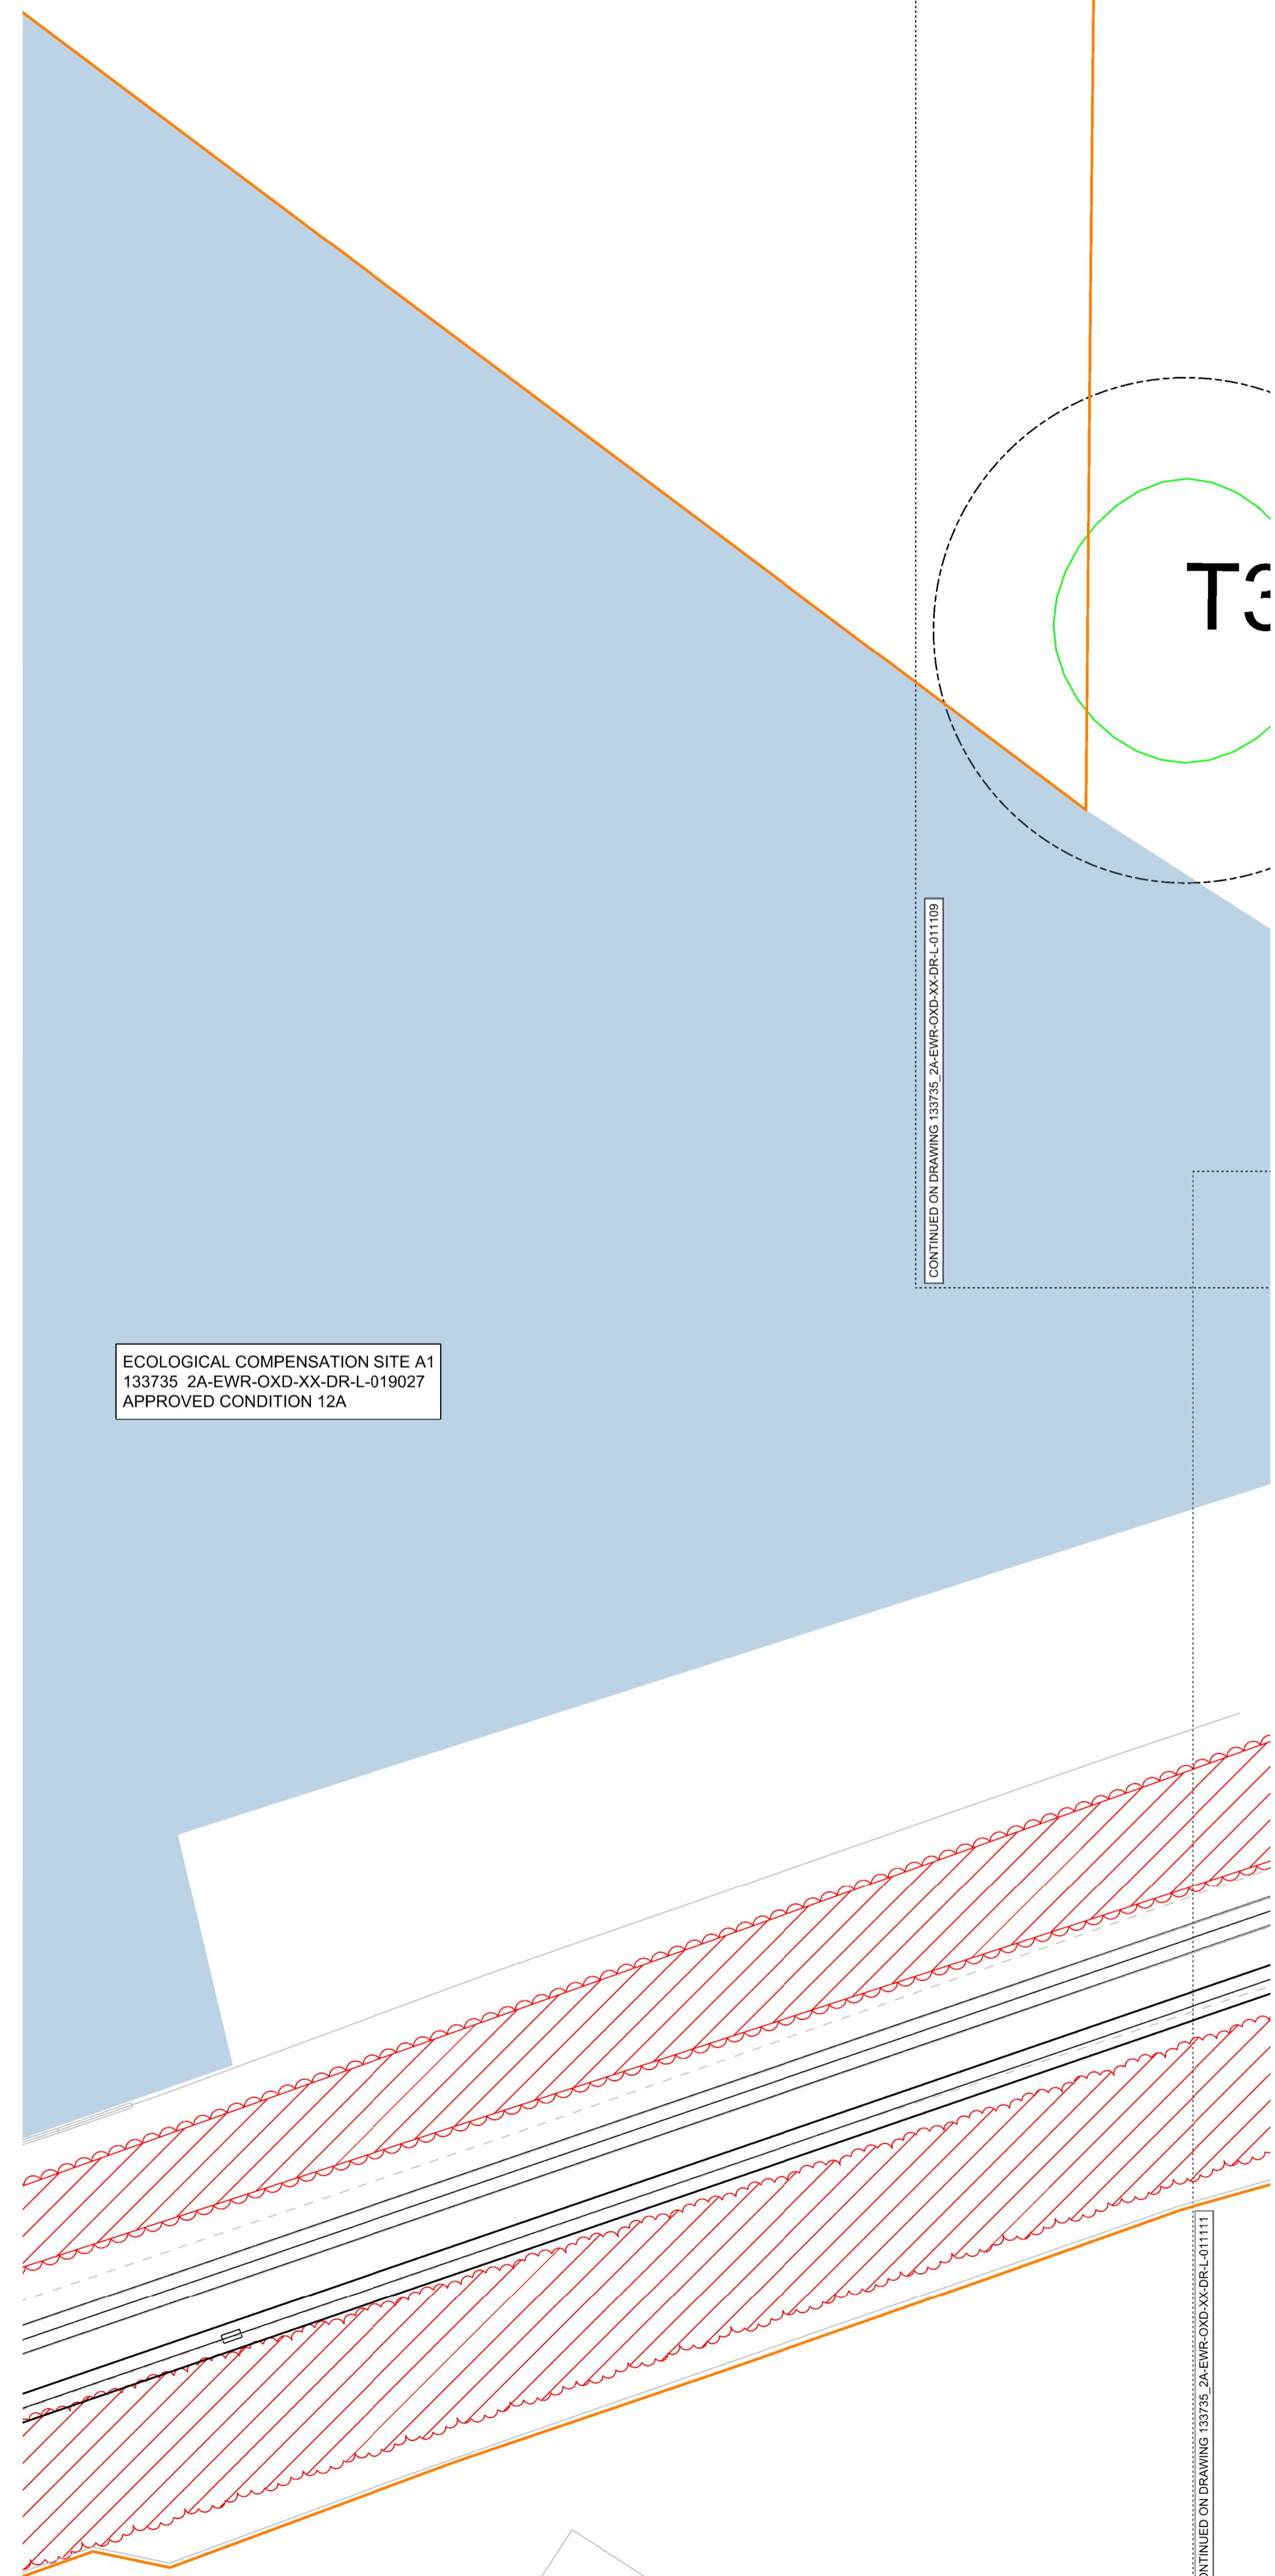 T3
CONTINUED ON DRAWING 133735_2A-EWR-OXD-XX-DR-L-011109
ECOLOGICAL COMPENSATION SITE A1
133735 2A-EWR-OXD-XX-DR-L-019027
APPROVED CONDITION 12A
NTINUED ON DRAWING 133735_2A-EWR-OXD-XX-DR-L-011111